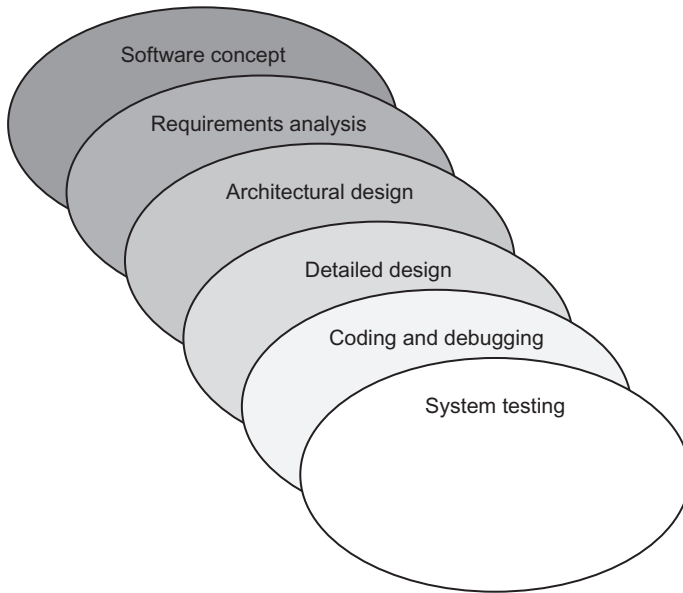 Software concept
Requirements analysis
Architectural design
Detailed design
Coding and debugging
System testing